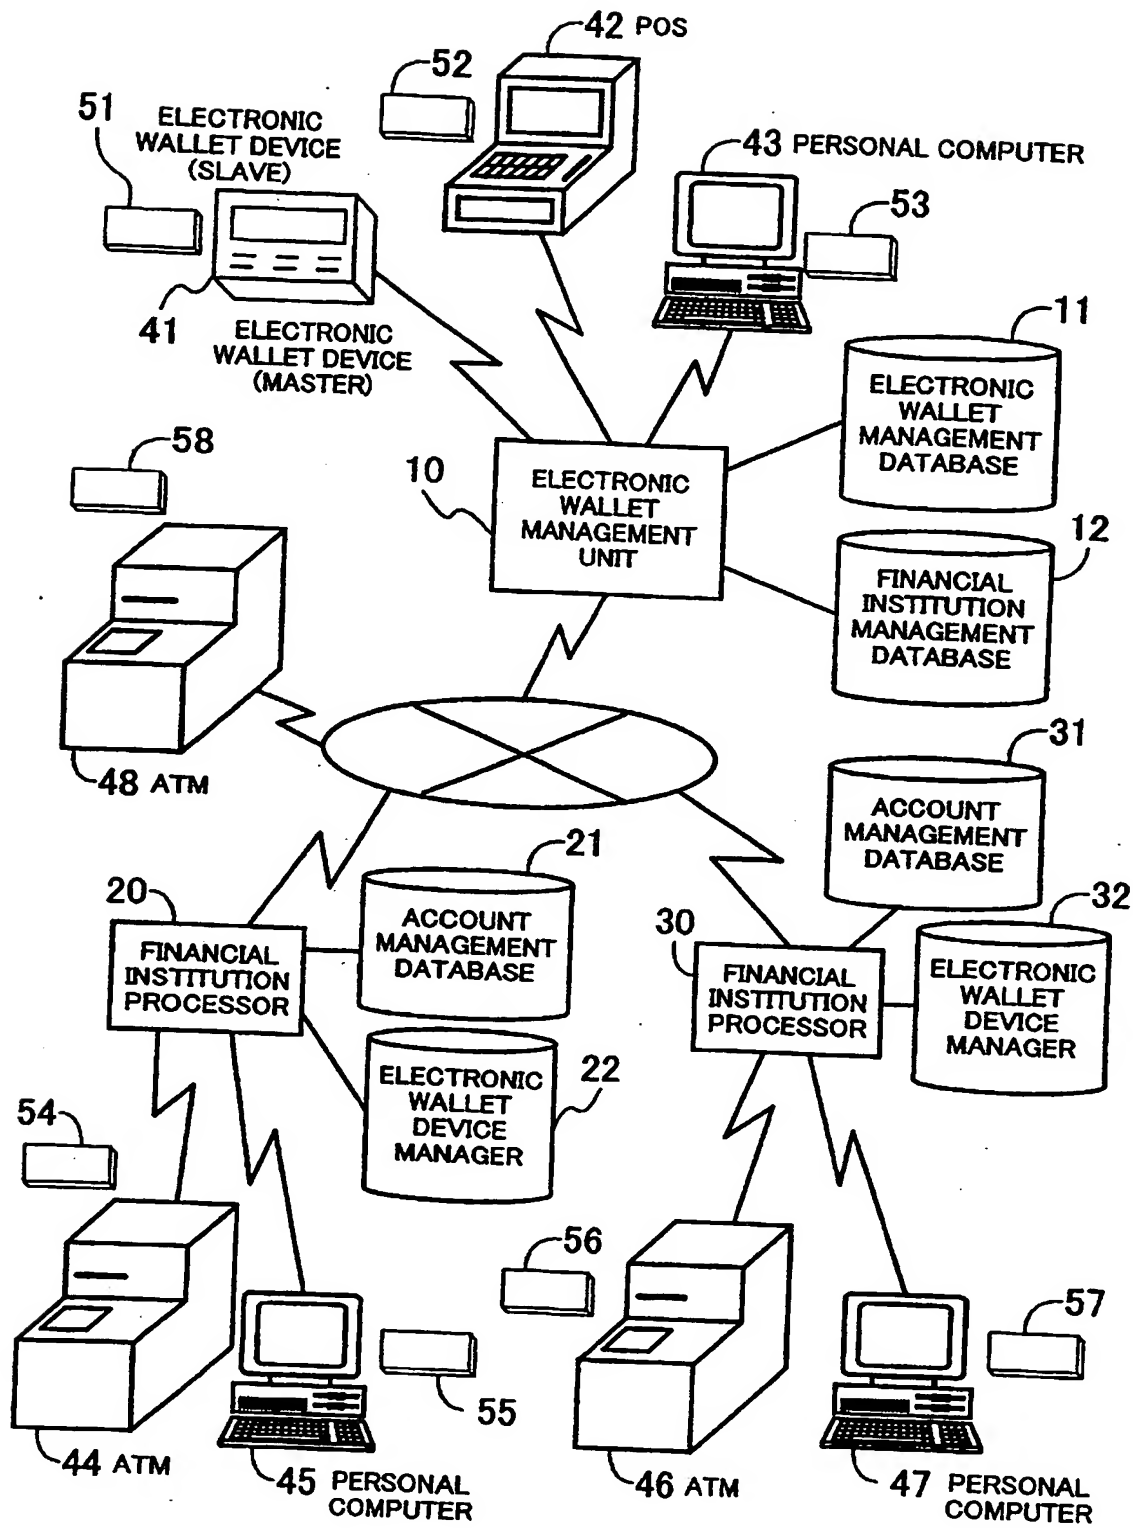 42 POS
52
51
ELECTRONIC
WALLET DEVICE
(SLAVE)
43 PERSONAL COMPUTER
53
41
ELECTRONIC
WALLET DEVICE
(MASTER)
11
ELECTRONIC
WALLET
MANAGEMENT
DATABASE
58
10
ELECTRONIC
WALLET
MANAGEMENT
UNIT
12
FINANCIAL
INSTITUTION
MANAGEMENT
DATABASE
48 ATM
31
ACCOUNT
MANAGEMENT
DATABASE
21
ACCOUNT
MANAGEMENT
DATABASE
20
FINANCIAL
INSTITUTION
PROCESSOR
30
FINANCIAL
INSTITUTION
PROCESSOR
32
ELECTRONIC
WALLET
DEVICE
MANAGER
22
ELECTRONIC
WALLET
DEVICE
MANAGER
54
56
57
55
44 ATM
45 PERSONAL
COMPUTER
46 ATM
47 PERSONAL
COMPUTER